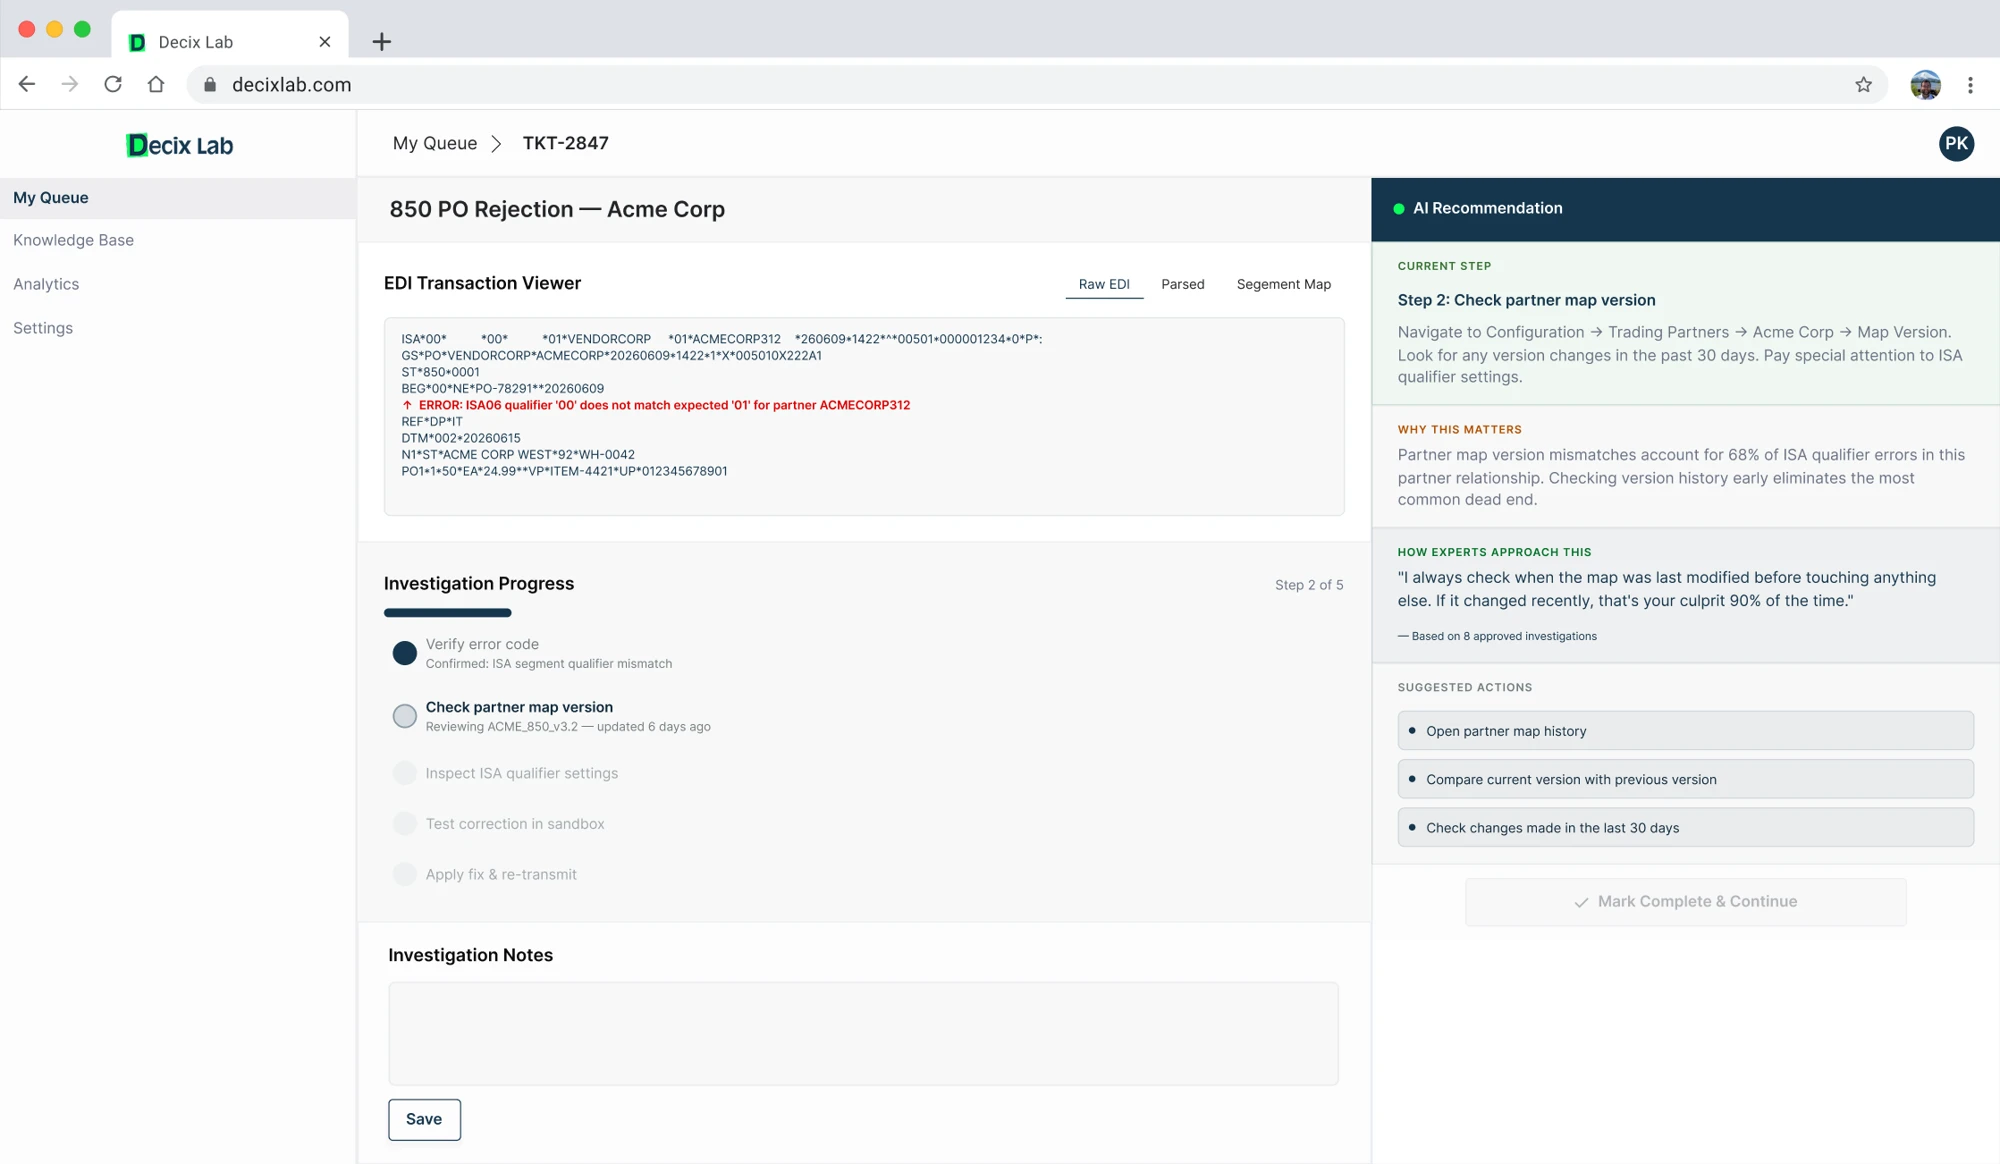 Decix Lab
decixlab.com
Decix Lab
My Queue
Knowledge Base
Analytics
Settings
My Queue > TKT-2847
PK
850 PO Rejection — Acme Corp
EDI Transaction Viewer
Raw EDI Parsed Segement Map
ISA*00* *00* *01*VENDORCORP *01*ACMECORP312 *260609*1422*^*00501*000001234*0*P*:
GS*PO*VENDORCORP*ACMECORP*20260609*1422*1*X*005010X222A1
ST*850*0001
BEG*00*NE*PO-78291**20260609
↑ ERROR: ISA06 qualifier '00' does not match expected '01' for partner ACMECORP312
REF*DP*IT
DTM*002*20260615
N1*ST*ACME CORP WEST*92*WH-0042
PO1*1*50*EA*24.99**VP*ITEM-4421*UP*012345678901
Investigation Progress
Step 2 of 5
Verify error code
Confirmed: ISA segment qualifier mismatch
Check partner map version
Reviewing ACME_850_v3.2 — updated 6 days ago
Inspect ISA qualifier settings
Test correction in sandbox
Apply fix & re-transmit
Investigation Notes
Save
AI Recommendation
CURRENT STEP
Step 2: Check partner map version
Navigate to Configuration → Trading Partners → Acme Corp → Map Version.
Look for any version changes in the past 30 days. Pay special attention to ISA
qualifier settings.
WHY THIS MATTERS
Partner map version mismatches account for 68% of ISA qualifier errors in this
partner relationship. Checking version history early eliminates the most
common dead end.
HOW EXPERTS APPROACH THIS
"I always check when the map was last modified before touching anything
else. If it changed recently, that's your culprit 90% of the time."
— Based on 8 approved investigations
SUGGESTED ACTIONS
• Open partner map history
• Compare current version with previous version
• Check changes made in the last 30 days
✓ Mark Complete & Continue